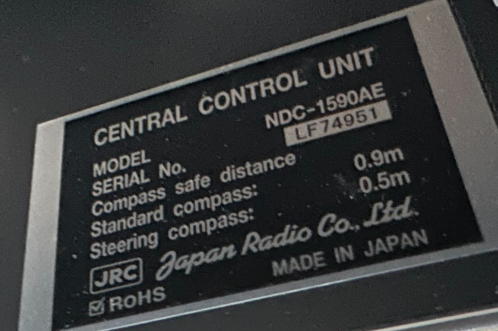 CENTRAL CONTROL UNIT
MODEL NDC-1590AE
SERIAL No. LF74951
Compass safe distance
Standard compass: 0.9m
Steering compass: 0.5m
JRC Japan Radio Co., Ltd.
RoHS MADE IN JAPAN